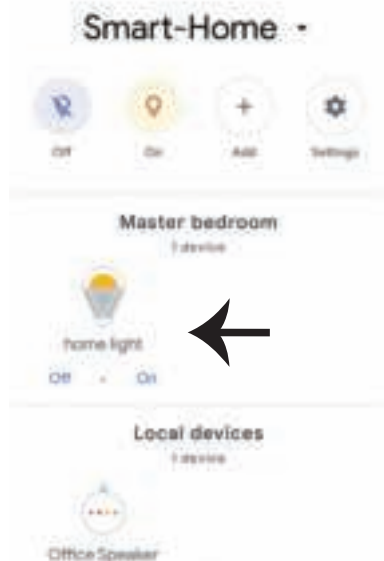 Smart-Home
Off On Add Settings
Master bedroom
1 device
home light
Off • On
Local devices
1 device
Office Speaker